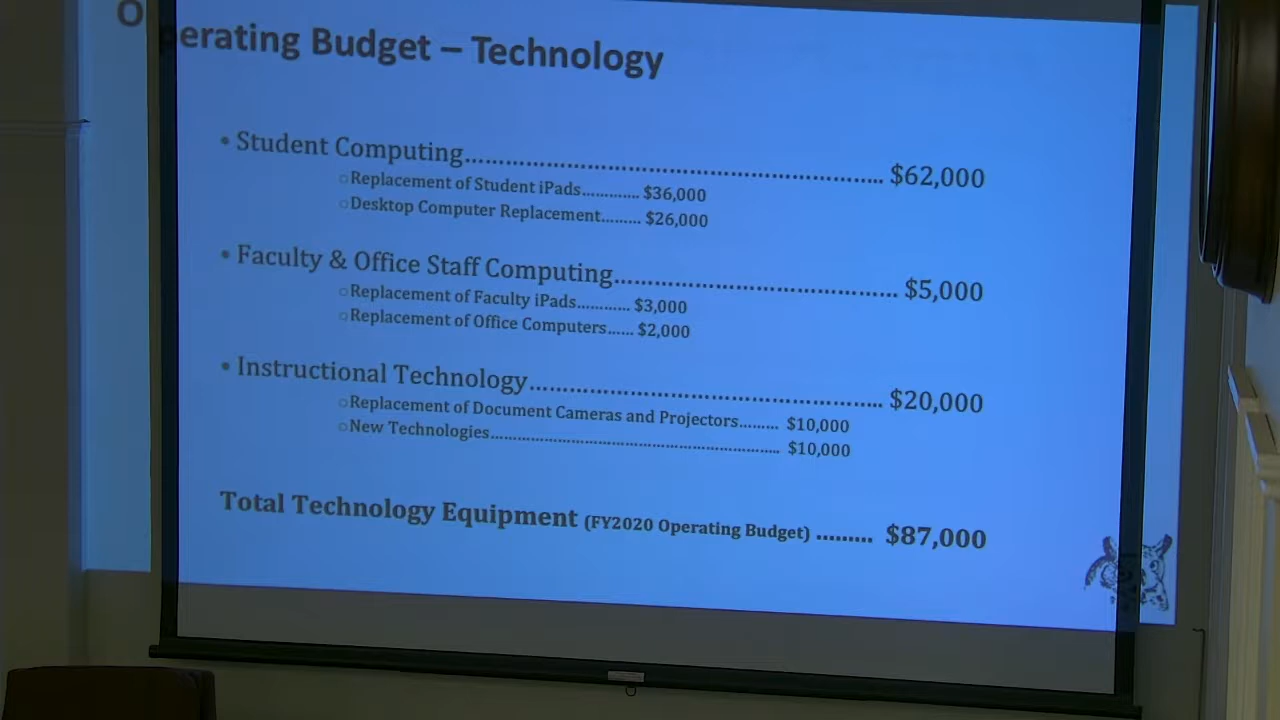 Operating Budget – Technology
• Student Computing........................................................ $62,000
○Replacement of Student iPads............. $36,000
○Desktop Computer Replacement......... $26,000
• Faculty & Office Staff Computing........................................ $5,000
○Replacement of Faculty iPads............ $3,000
○Replacement of Office Computers...... $2,000
• Instructional Technology.................................................. $20,000
○Replacement of Document Cameras and Projectors......... $10,000
○New Technologies.................................................................. $10,000
Total Technology Equipment (FY2020 Operating Budget) ......... $87,000